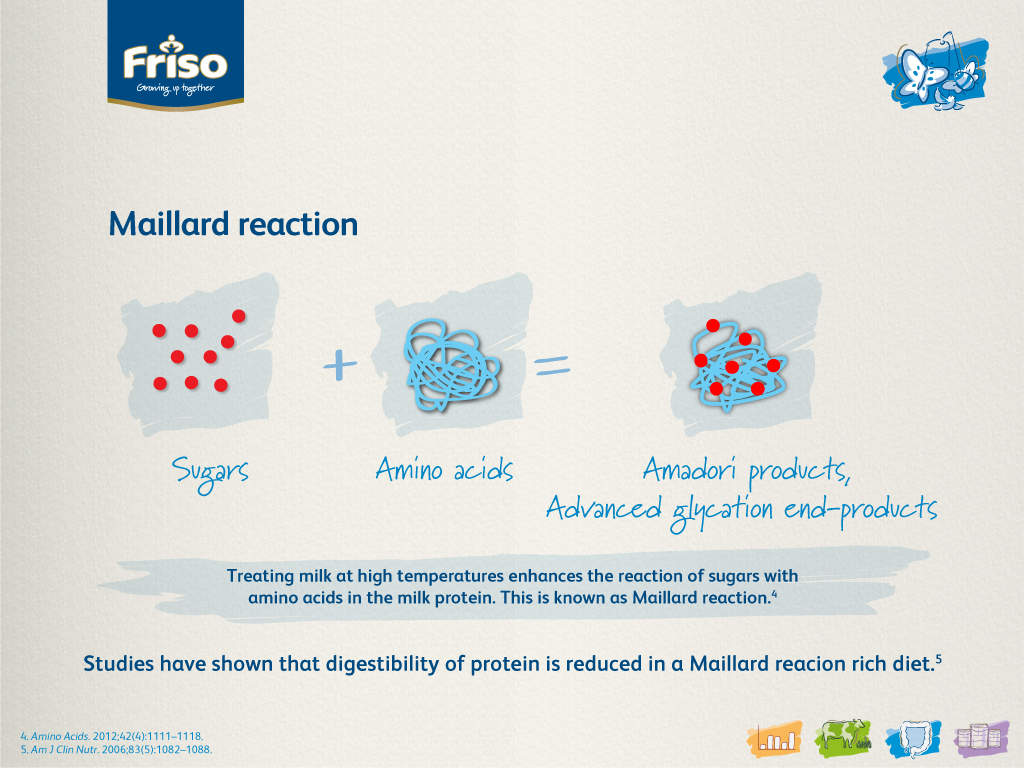 Friso
Growing up together
Maillard reaction
+ =
Sugars
Amino acids
Amadori products,
Advanced glycation end-products
Treating milk at high temperatures enhances the reaction of sugars with
amino acids in the milk protein. This is known as Maillard reaction.4
Studies have shown that digestibility of protein is reduced in a Maillard reacion rich diet.5
4. Amino Acids. 2012;42(4):1111–1118.
5. Am J Clin Nutr. 2006;83(5):1082–1088.